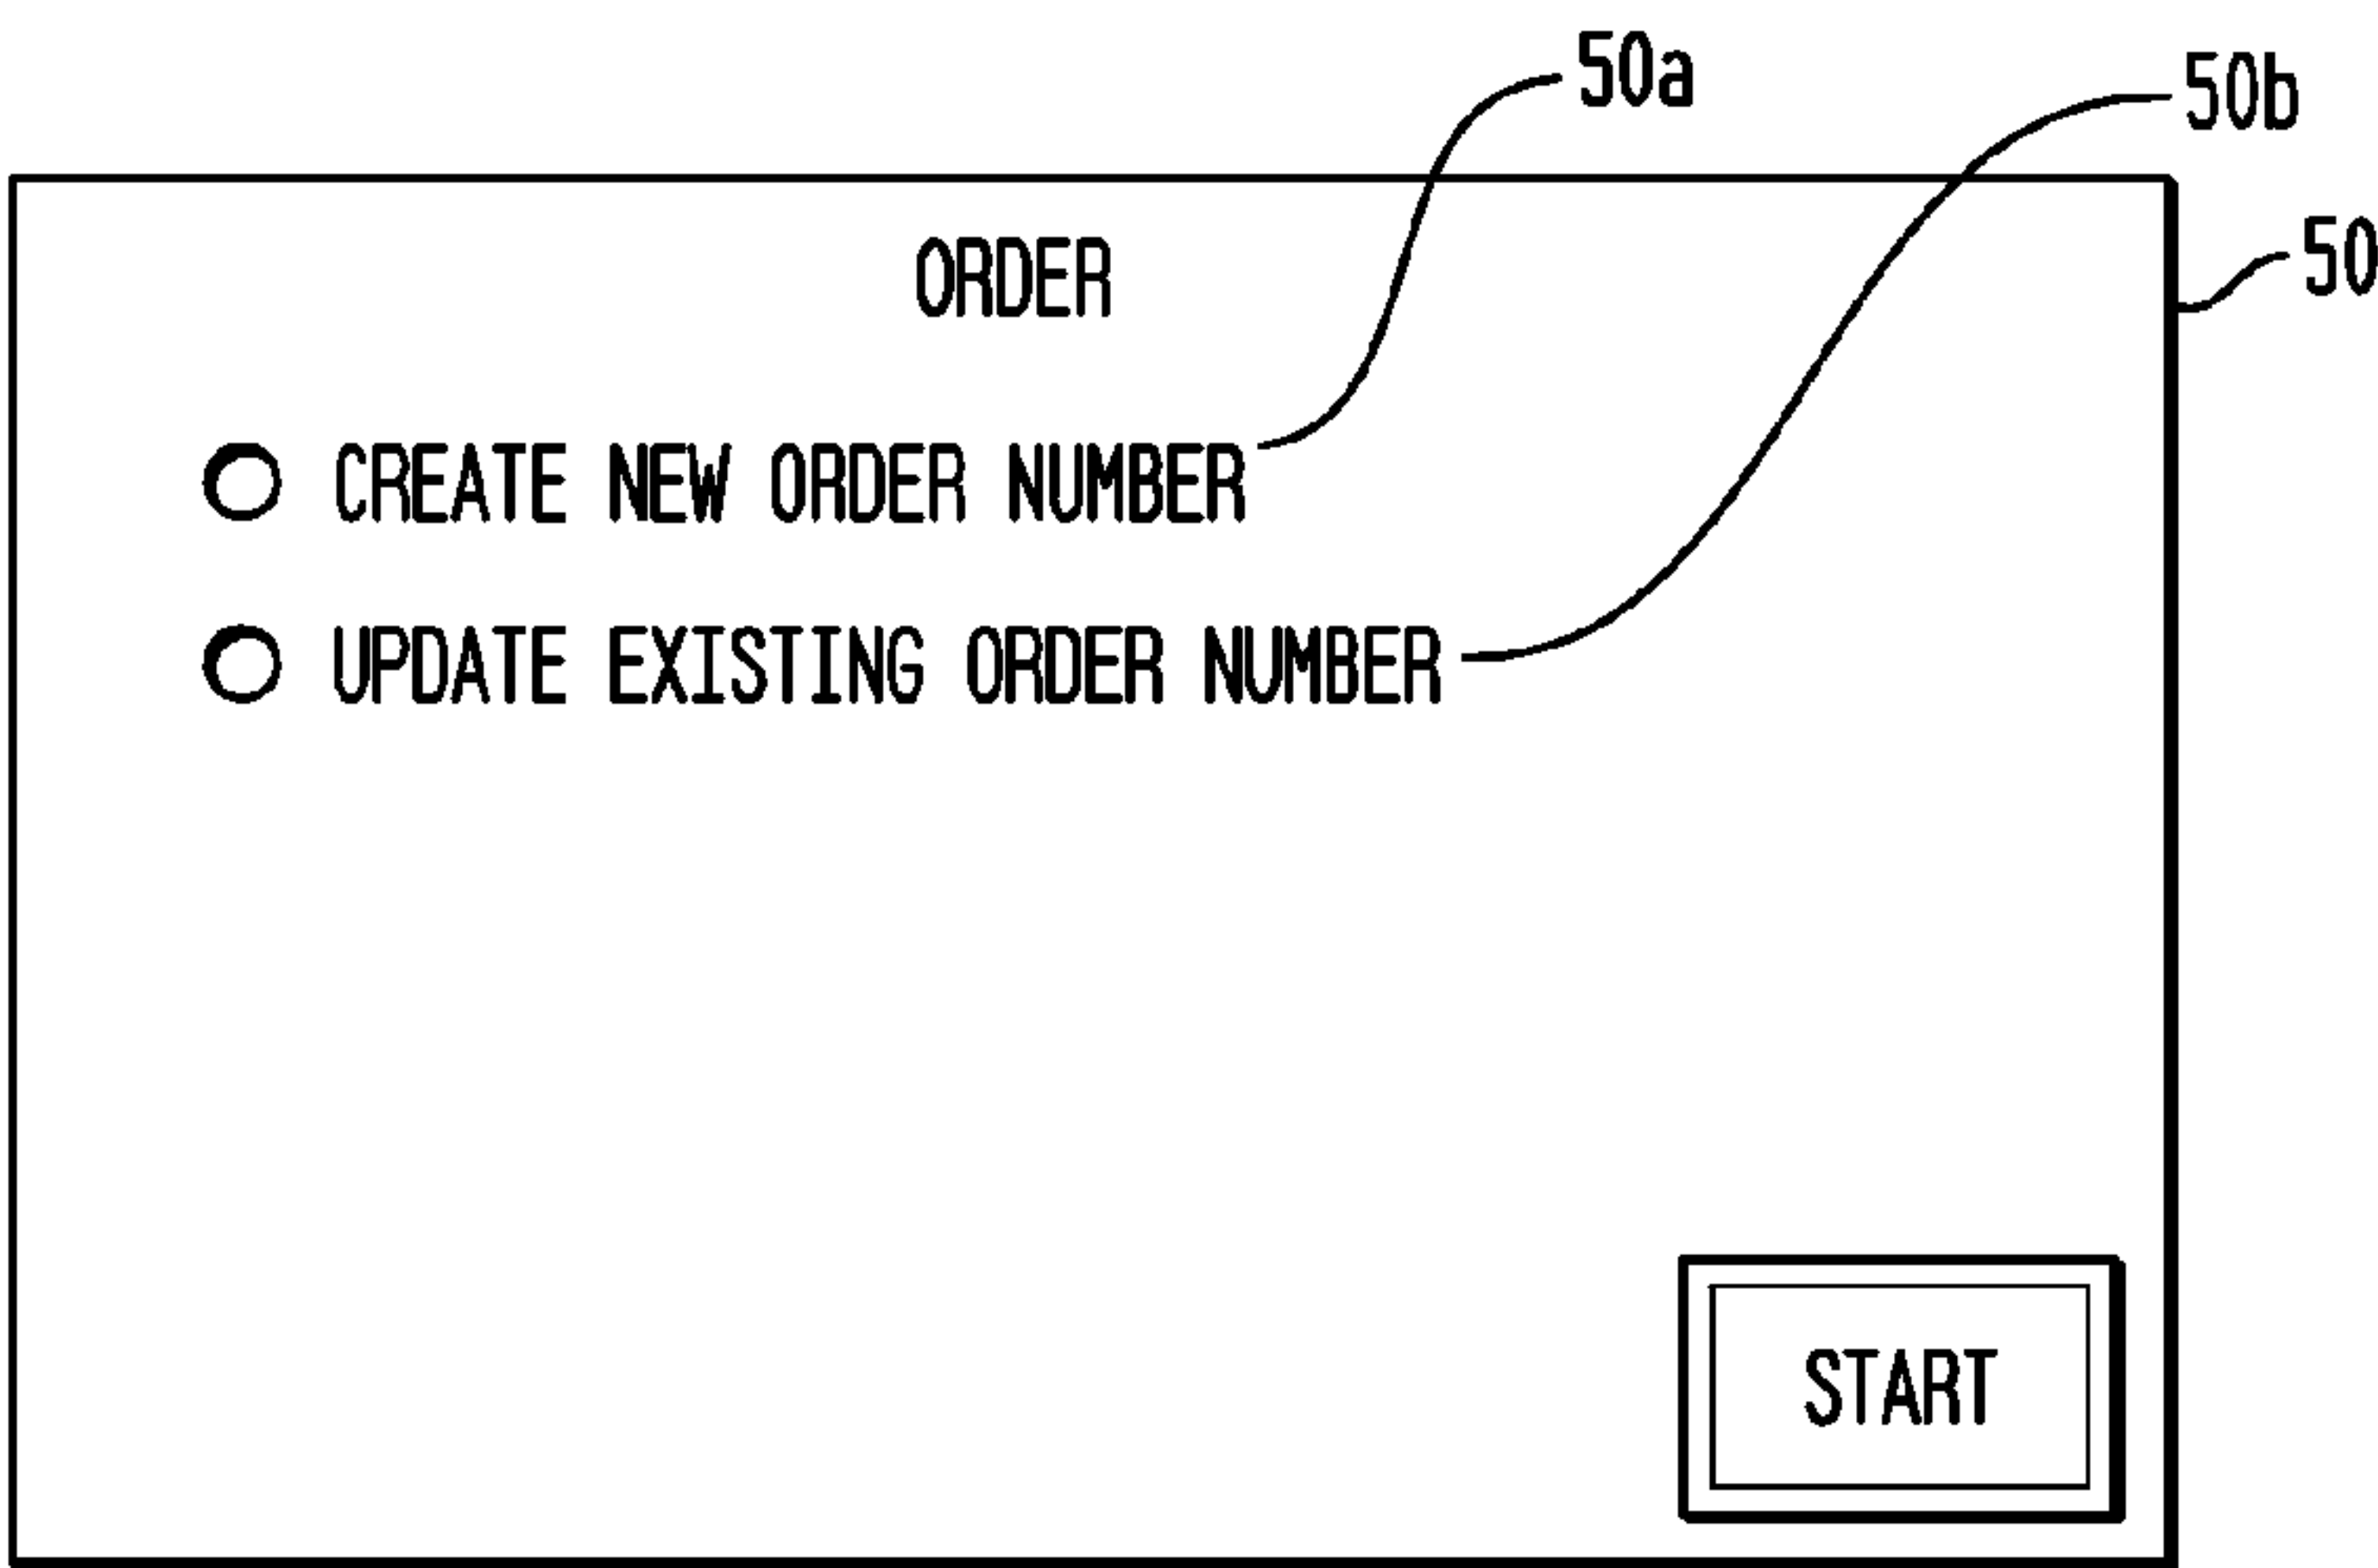 50a
50b
50
ORDER
CREATE NEW ORDER NUMBER
UPDATE EXISTING ORDER NUMBER
START